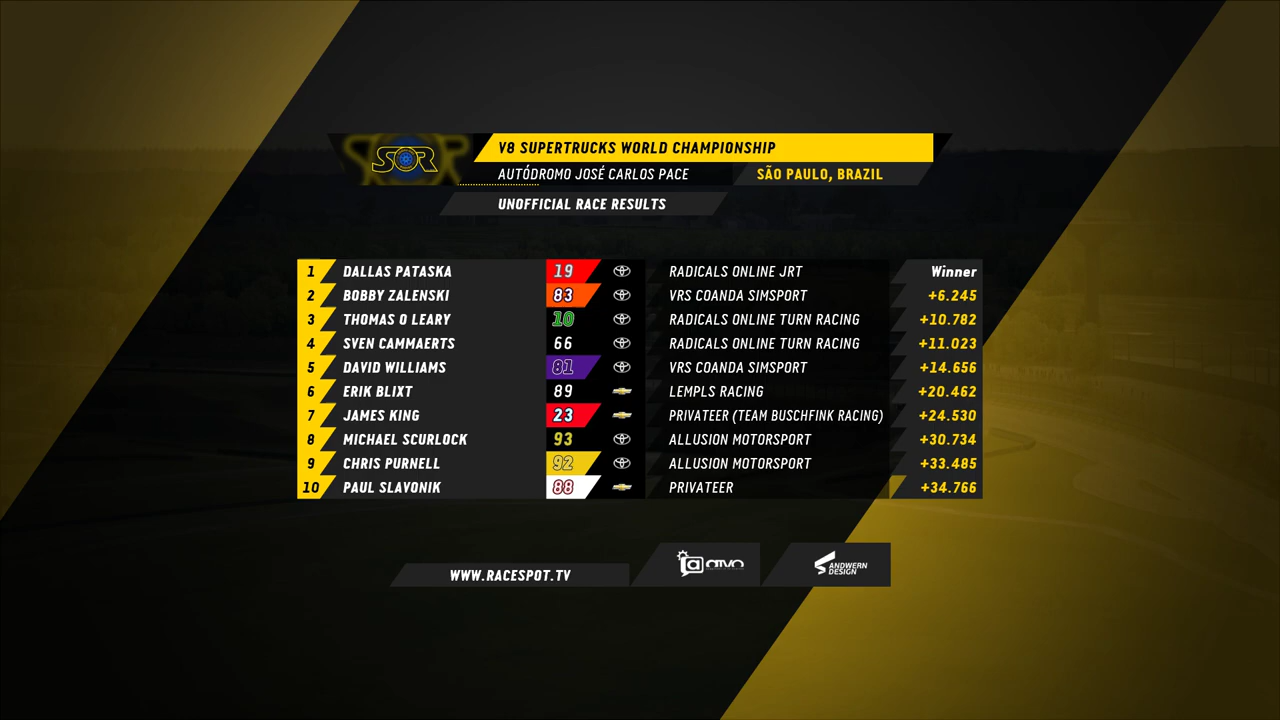 SOR
V8 SUPERTRUCKS WORLD CHAMPIONSHIP
AUTÓDROMO JOSÉ CARLOS PACE SÃO PAULO, BRAZIL
UNOFFICIAL RACE RESULTS
1 DALLAS PATASKA 19 RADICALS ONLINE JRT Winner
2 BOBBY ZALENSKI 83 VRS COANDA SIMSPORT +6.245
3 THOMAS O LEARY 10 RADICALS ONLINE TURN RACING +10.782
4 SVEN CAMMAERTS 66 RADICALS ONLINE TURN RACING +11.023
5 DAVID WILLIAMS 81 VRS COANDA SIMSPORT +14.656
6 ERIK BLIXT 89 LEMPLS RACING +20.462
7 JAMES KING 23 PRIVATEER (TEAM BUSCHFINK RACING) +24.530
8 MICHAEL SCURLOCK 93 ALLUSION MOTORSPORT +30.734
9 CHRIS PURNELL 92 ALLUSION MOTORSPORT +33.485
10 PAUL SLAVONIK 88 PRIVATEER +34.766
WWW.RACESPOT.TV
ANDWERN
DESIGN